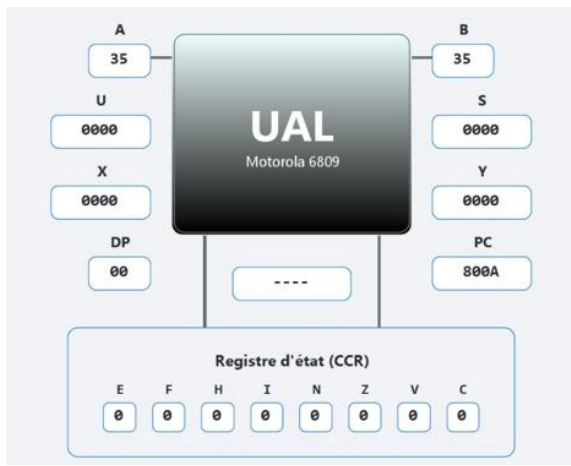 A B
35 35
U S
0000 0000
UAL
Motorola 6809
X Y
0000 0000
DP PC
00 800A
----
Registre d'état (CCR)
E F H I N Z V C
0 0 0 0 0 0 0 0